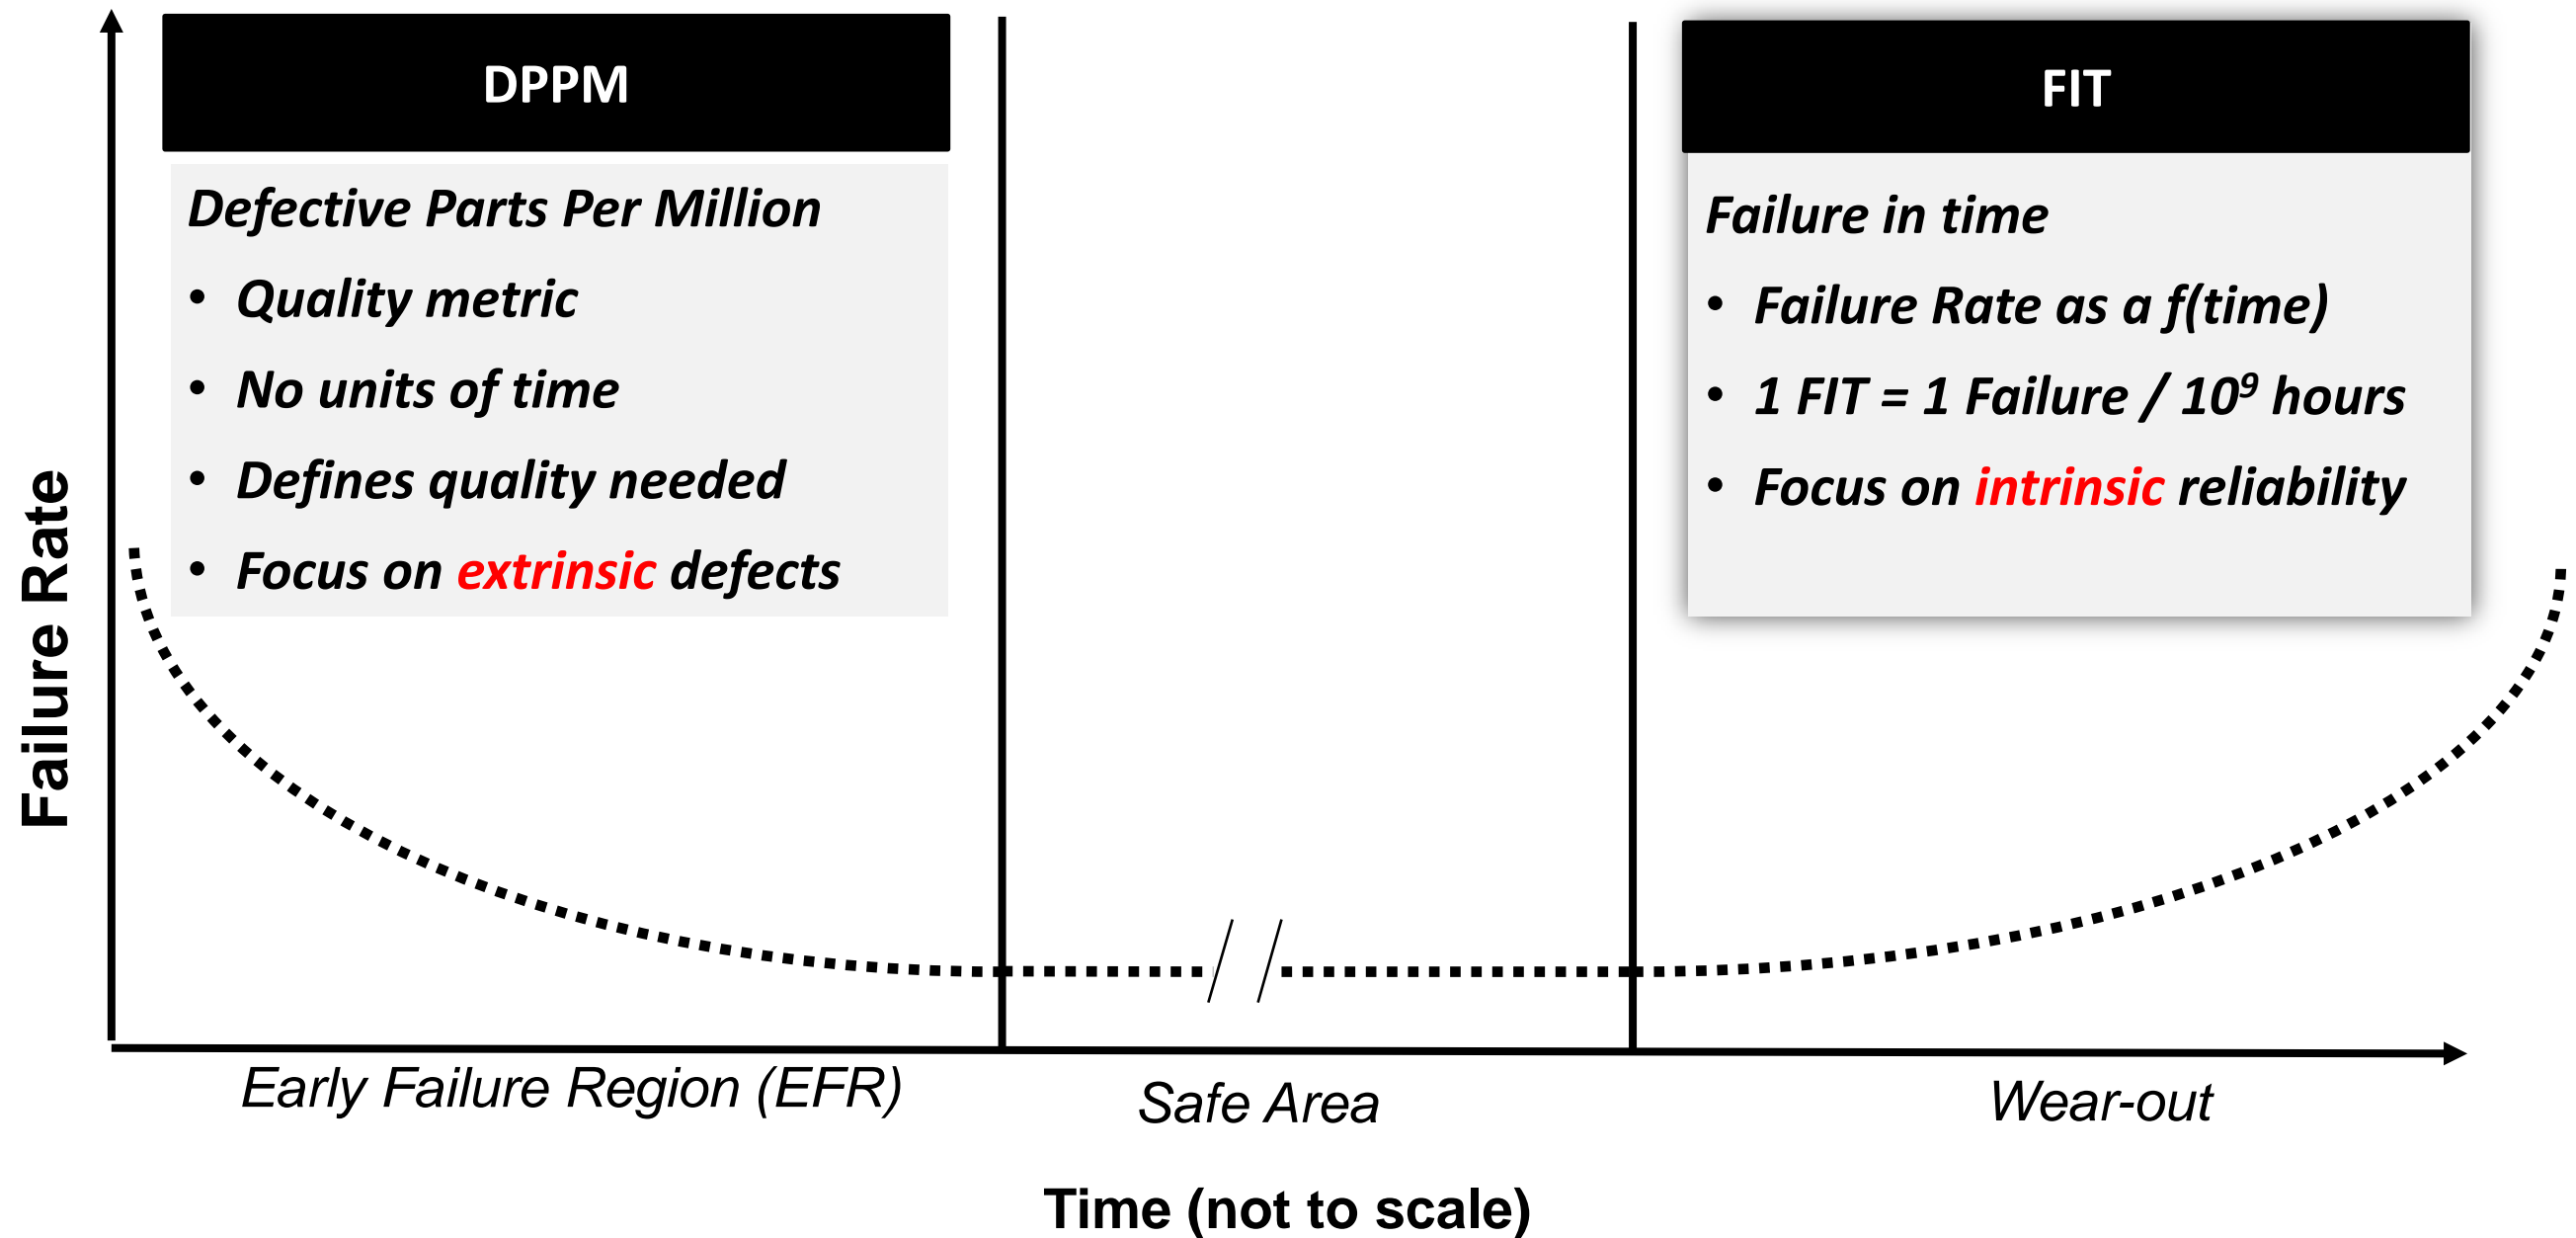 DPPM
Defective Parts Per Million
• Quality metric
• No units of time
• Defines quality needed
• Focus on extrinsic defects
FIT
Failure in time
• Failure Rate as a f(time)
• 1 FIT = 1 Failure / 10⁹ hours
• Focus on intrinsic reliability
Failure Rate
Early Failure Region (EFR)
Safe Area
Wear-out
Time (not to scale)